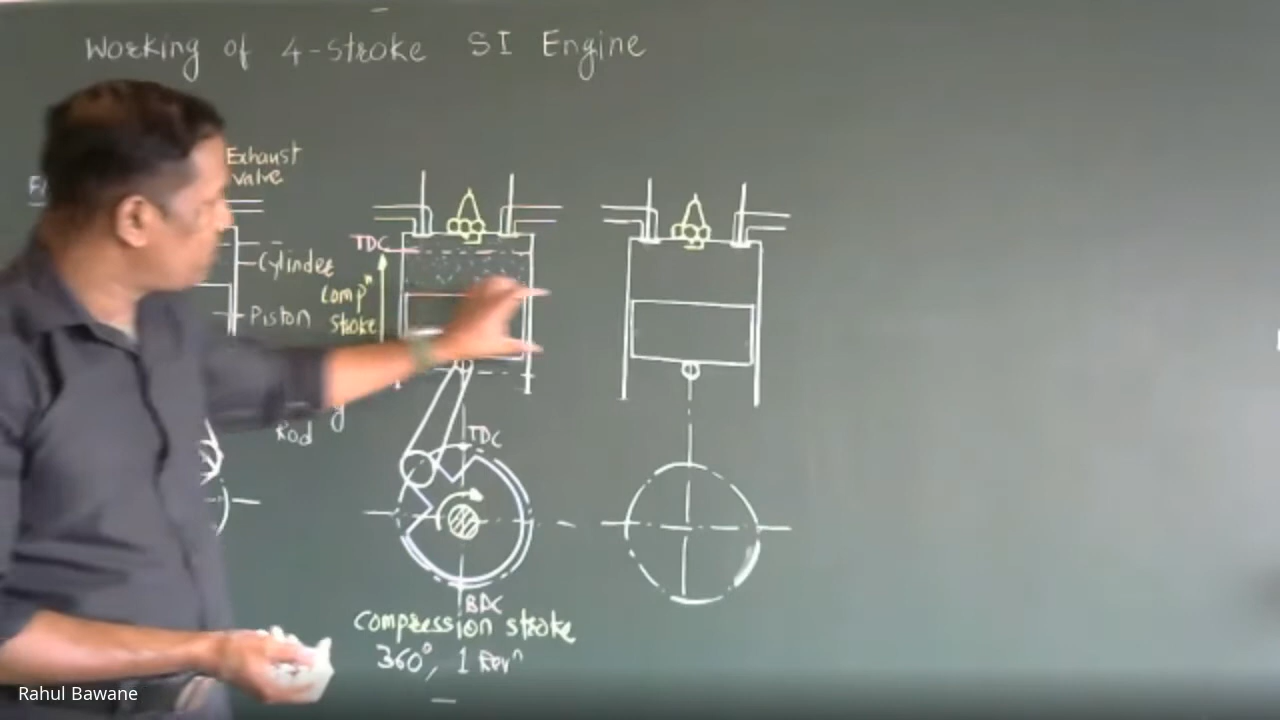 Working of 4-stroke SI Engine
Exhaust
valve
Cylinder
Piston
Rod
TDC
Compⁿ
stroke
TDC
BDC
compression stroke
360°, 1 Revⁿ
Rahul Bawane